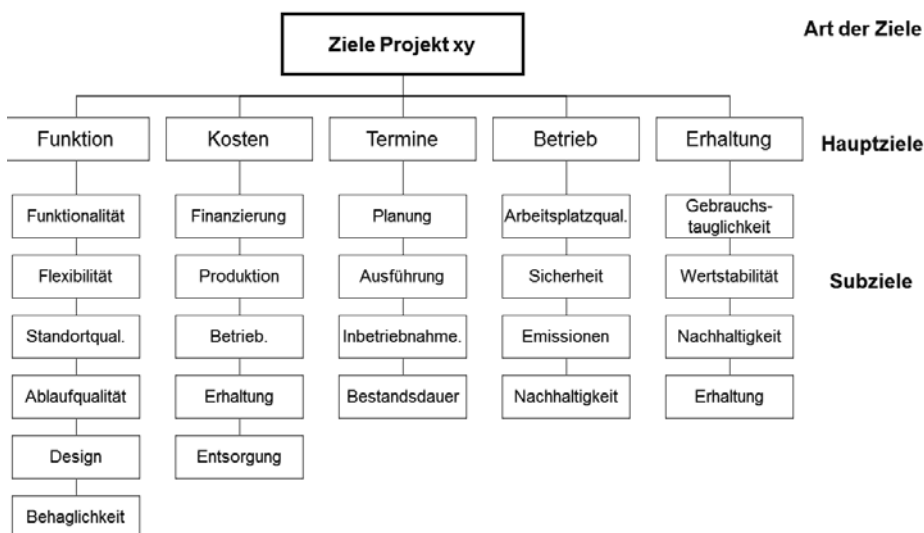 Art der Ziele
Ziele Projekt xy
Funktion
Kosten
Termine
Betrieb
Erhaltung
Hauptziele
Funktionalität
Finanzierung
Planung
Arbeitsplatzqual.
Gebrauchs-
tauglichkeit
Flexibilität
Produktion
Ausführung
Sicherheit
Wertstabilität
Subziele
Standortqual.
Betrieb.
Inbetriebnahme.
Emissionen
Nachhaltigkeit
Ablaufqualität
Erhaltung
Bestandsdauer
Nachhaltigkeit
Erhaltung
Design
Entsorgung
Behaglichkeit